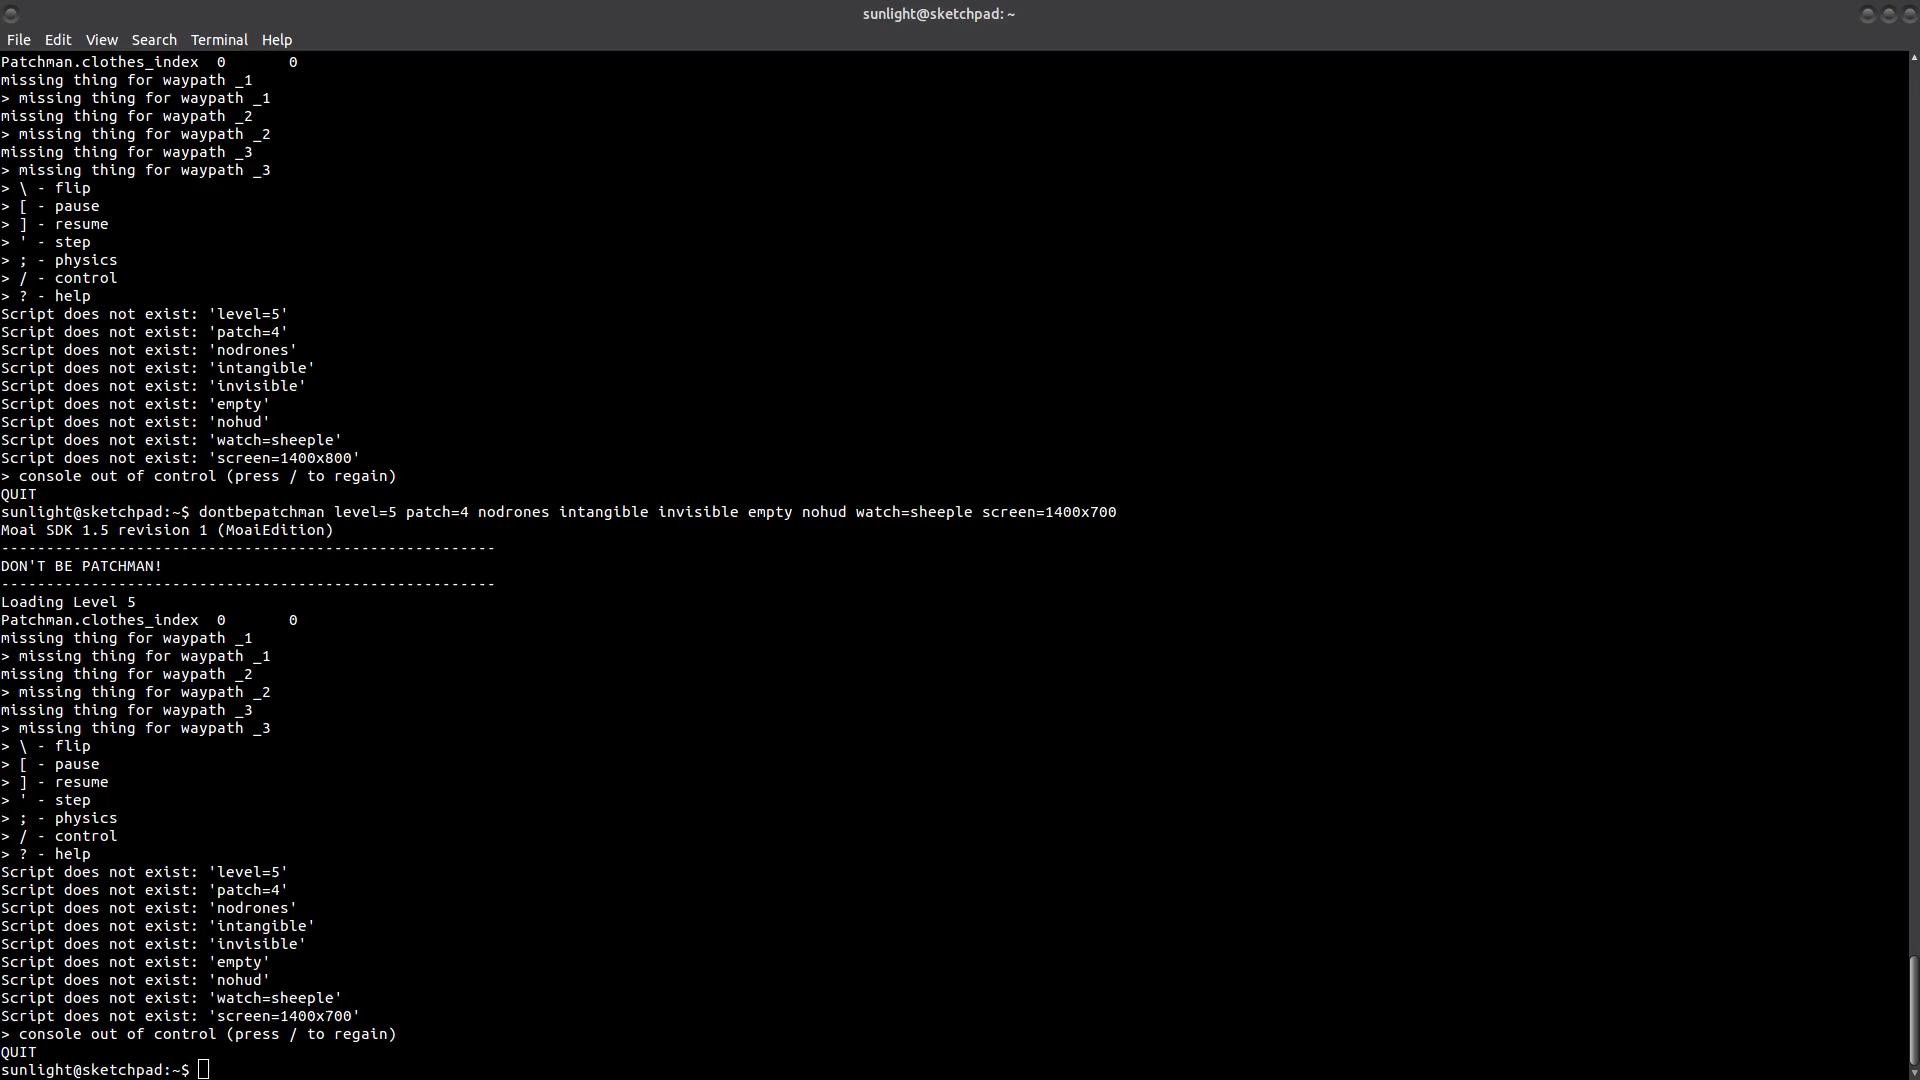 sunlight@sketchpad: ~
File Edit View Search Terminal Help
Patchman.clothes_index  0       0
missing thing for waypath _1
> missing thing for waypath _1
missing thing for waypath _2
> missing thing for waypath _2
missing thing for waypath _3
> missing thing for waypath _3
> \ - flip
> [ - pause
> ] - resume
> ' - step
> ; - physics
> / - control
> ? - help
Script does not exist: 'level=5'
Script does not exist: 'patch=4'
Script does not exist: 'nodrones'
Script does not exist: 'intangible'
Script does not exist: 'invisible'
Script does not exist: 'empty'
Script does not exist: 'nohud'
Script does not exist: 'watch=sheeple'
Script does not exist: 'screen=1400x800'
> console out of control (press / to regain)
QUIT
sunlight@sketchpad:~$ dontbepatchman level=5 patch=4 nodrones intangible invisible empty nohud watch=sheeple screen=1400x700
Moai SDK 1.5 revision 1 (MoaiEdition)
-------------------------------------------------------
DON'T BE PATCHMAN!
-------------------------------------------------------
Loading Level 5
Patchman.clothes_index  0       0
missing thing for waypath _1
> missing thing for waypath _1
missing thing for waypath _2
> missing thing for waypath _2
missing thing for waypath _3
> missing thing for waypath _3
> \ - flip
> [ - pause
> ] - resume
> ' - step
> ; - physics
> / - control
> ? - help
Script does not exist: 'level=5'
Script does not exist: 'patch=4'
Script does not exist: 'nodrones'
Script does not exist: 'intangible'
Script does not exist: 'invisible'
Script does not exist: 'empty'
Script does not exist: 'nohud'
Script does not exist: 'watch=sheeple'
Script does not exist: 'screen=1400x700'
> console out of control (press / to regain)
QUIT
sunlight@sketchpad:~$